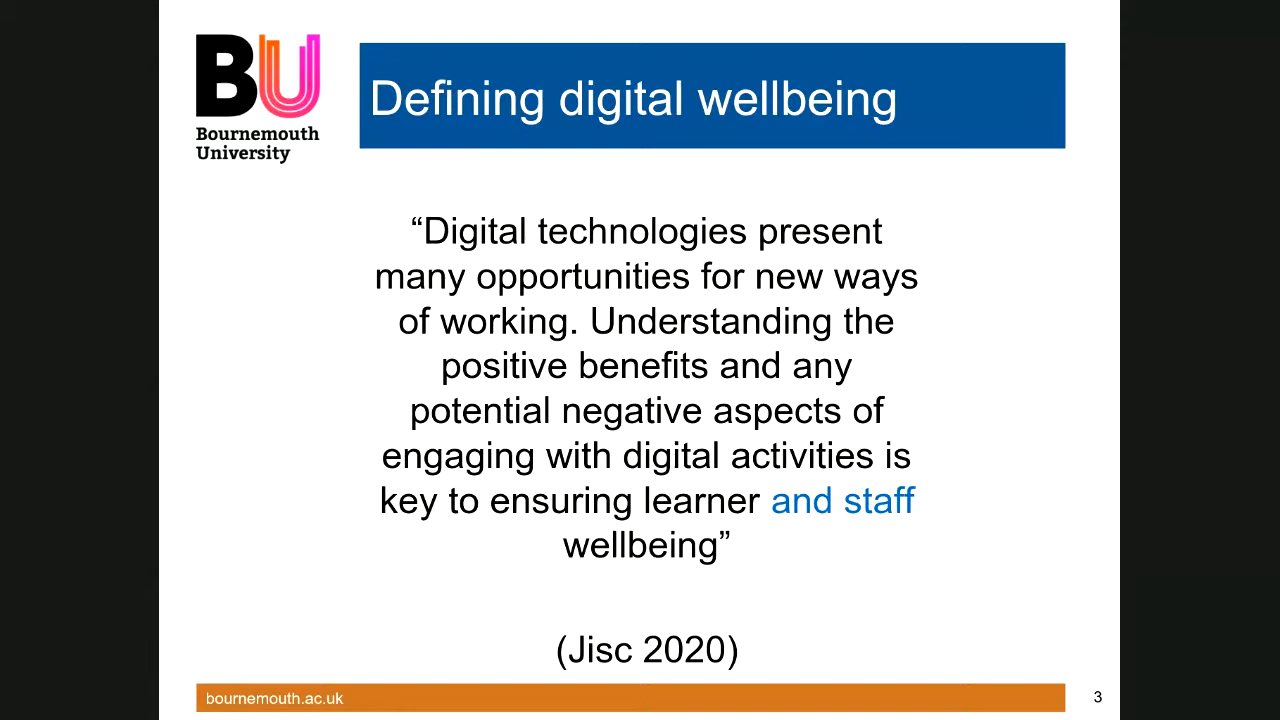 BU
Bournemouth
University
Defining digital wellbeing
“Digital technologies present
many opportunities for new ways
of working. Understanding the
positive benefits and any
potential negative aspects of
engaging with digital activities is
key to ensuring learner and staff
wellbeing”
(Jisc 2020)
bournemouth.ac.uk
3